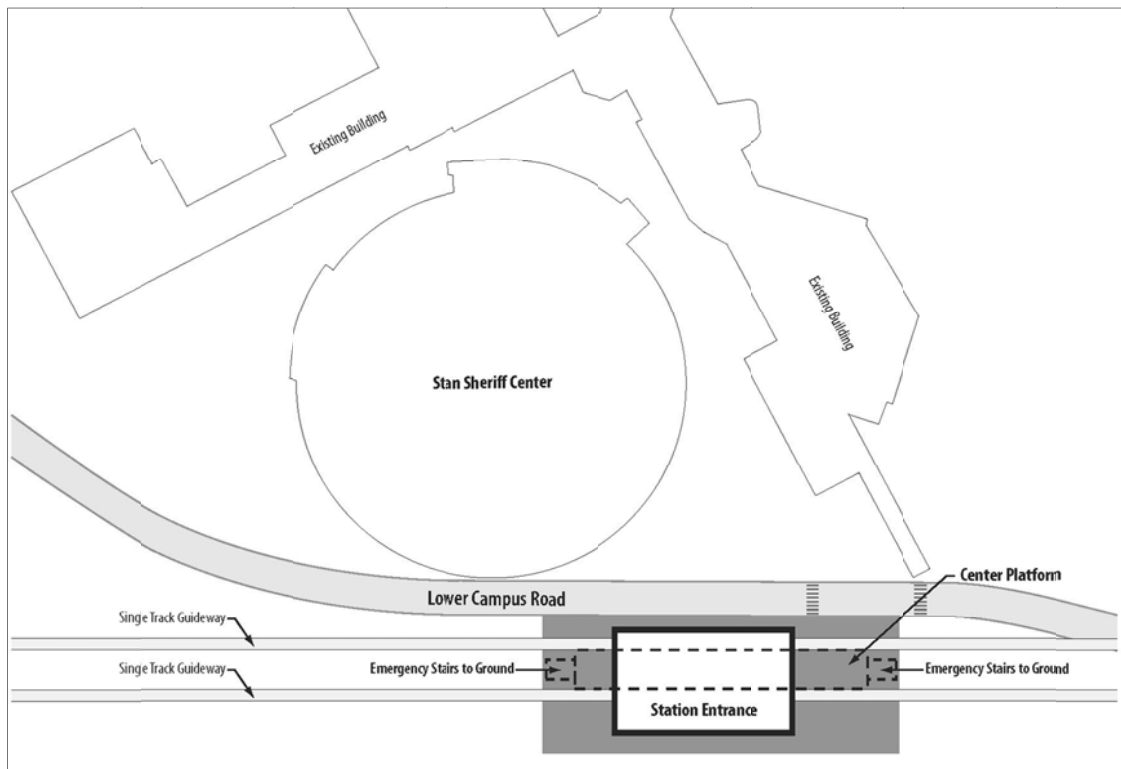 Existing Building
Existing Building
Stan Sheriff Center
Center Platform
Lower Campus Road
Singe Track Guideway
Singe Track Guideway
Emergency Stairs to Ground
Emergency Stairs to Ground
Station Entrance